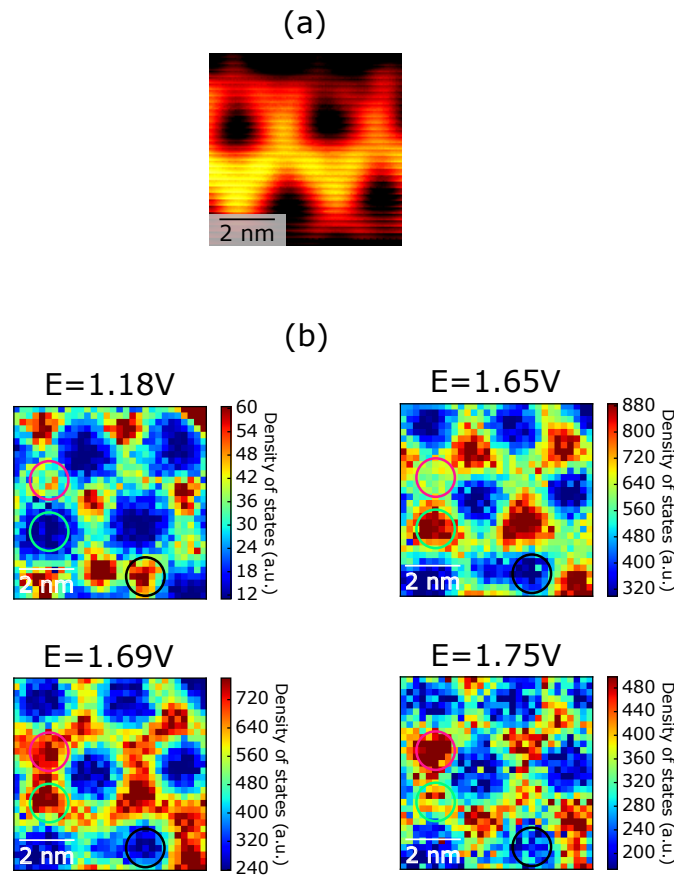 (a)
2 nm
(b)
E=1.18V
60
54
48
42
36
30
24
18
12
Density of states (a.u.)
2 nm
E=1.65V
880
800
720
640
560
480
400
320
Density of states (a.u.)
2 nm
E=1.69V
720
640
560
480
400
320
240
Density of states (a.u.)
2 nm
E=1.75V
480
440
400
360
320
280
240
200
Density of states (a.u.)
2 nm